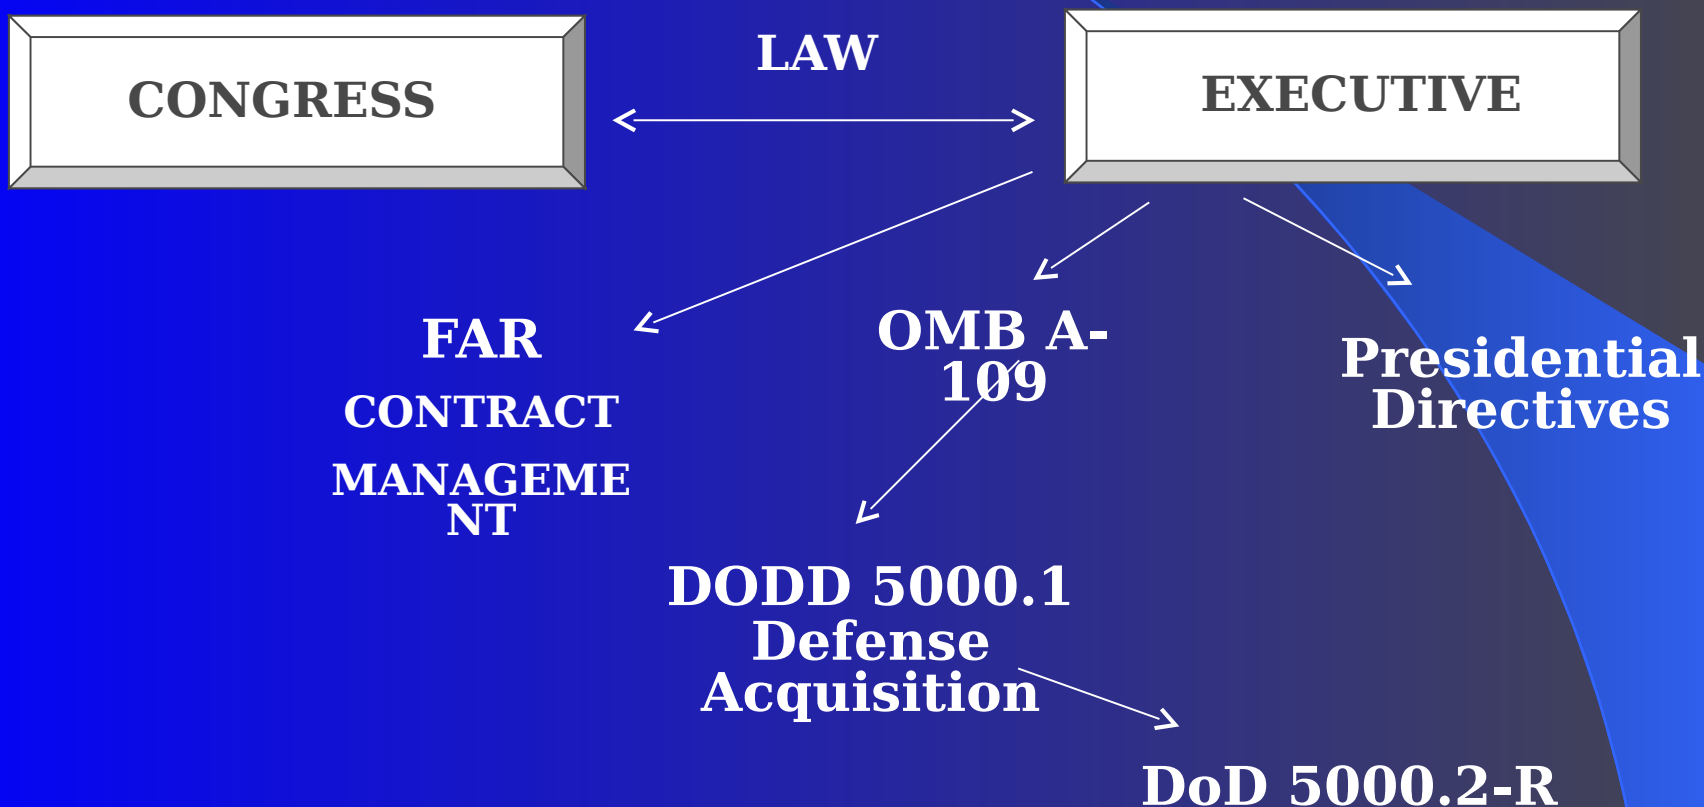 CONGRESS
LAW
EXECUTIVE
FAR
CONTRACT
MANAGEME
NT
OMB A-
109
Presidential
Directives
DODD 5000.1
Defense
Acquisition
DoD 5000.2-R